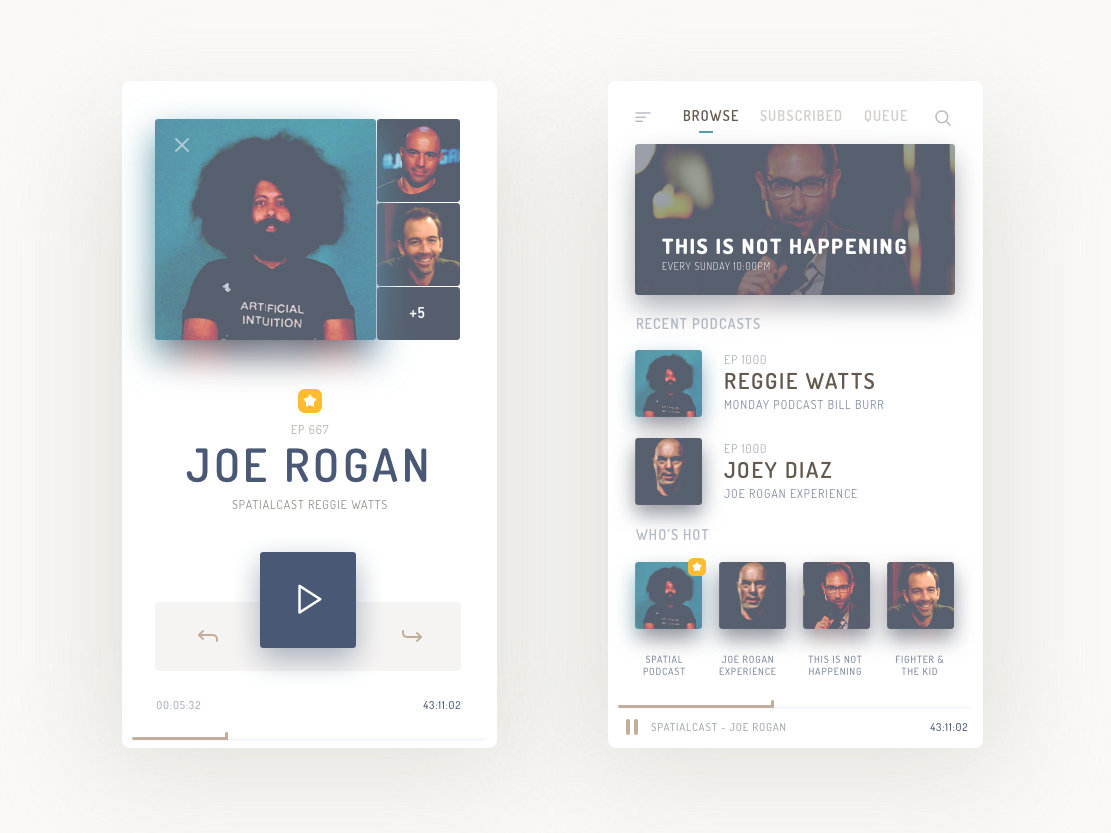 ARTIFICIAL
INTUITION
+5
EP 667
JOE ROGAN
SPATIALCAST REGGIE WATTS
00:05:32
43:11:02
BROWSE SUBSCRIBED QUEUE
THIS IS NOT HAPPENING
EVERY SUNDAY 10:00PM
RECENT PODCASTS
EP 1000
REGGIE WATTS
MONDAY PODCAST BILL BURR
EP 1000
JOEY DIAZ
JOE ROGAN EXPERIENCE
WHO'S HOT
SPATIAL
PODCAST
JOE ROGAN
EXPERIENCE
THIS IS NOT
HAPPENING
FIGHTER &
THE KID
SPATIALCAST - JOE ROGAN
43:11:02